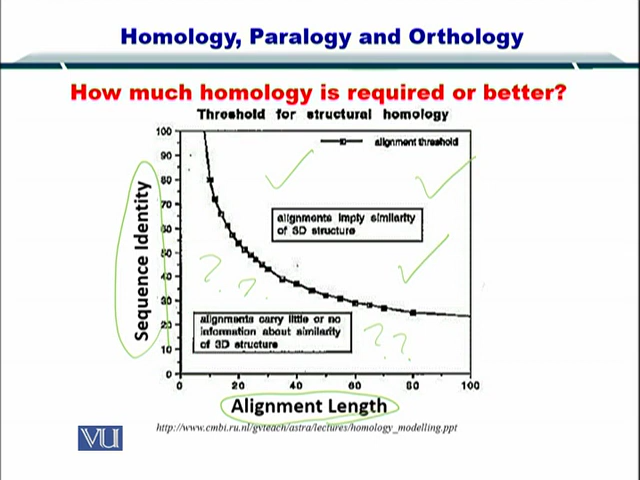 Homology, Paralogy and Orthology
How much homology is required or better?
Threshold for structural homology
alignment threshold
100
90
80
70
60
50
40
30
20
10
0
Sequence Identity
alignments imply similarity
of 3D structure
? ?
alignments carry little or no
information about similarity
of 3D structure
??
0 20 40 60 80 100
Alignment Length
http://www.cmbi.ru.nl/gvteach/astra/lectures/homology_modelling.ppt
VU